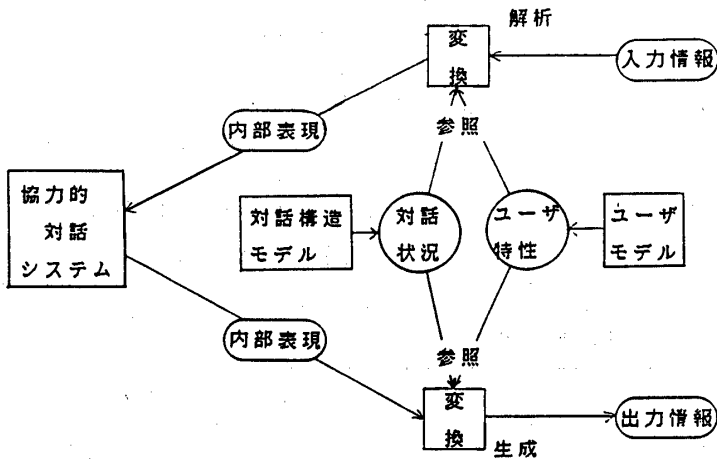 解析
変換
入力情報
参照
内部表現
協力的
対話
システム
対話構造
モデル
対話
状況
ユーザ
特性
ユーザ
モデル
内部表現
参照
変換
出力情報
生成